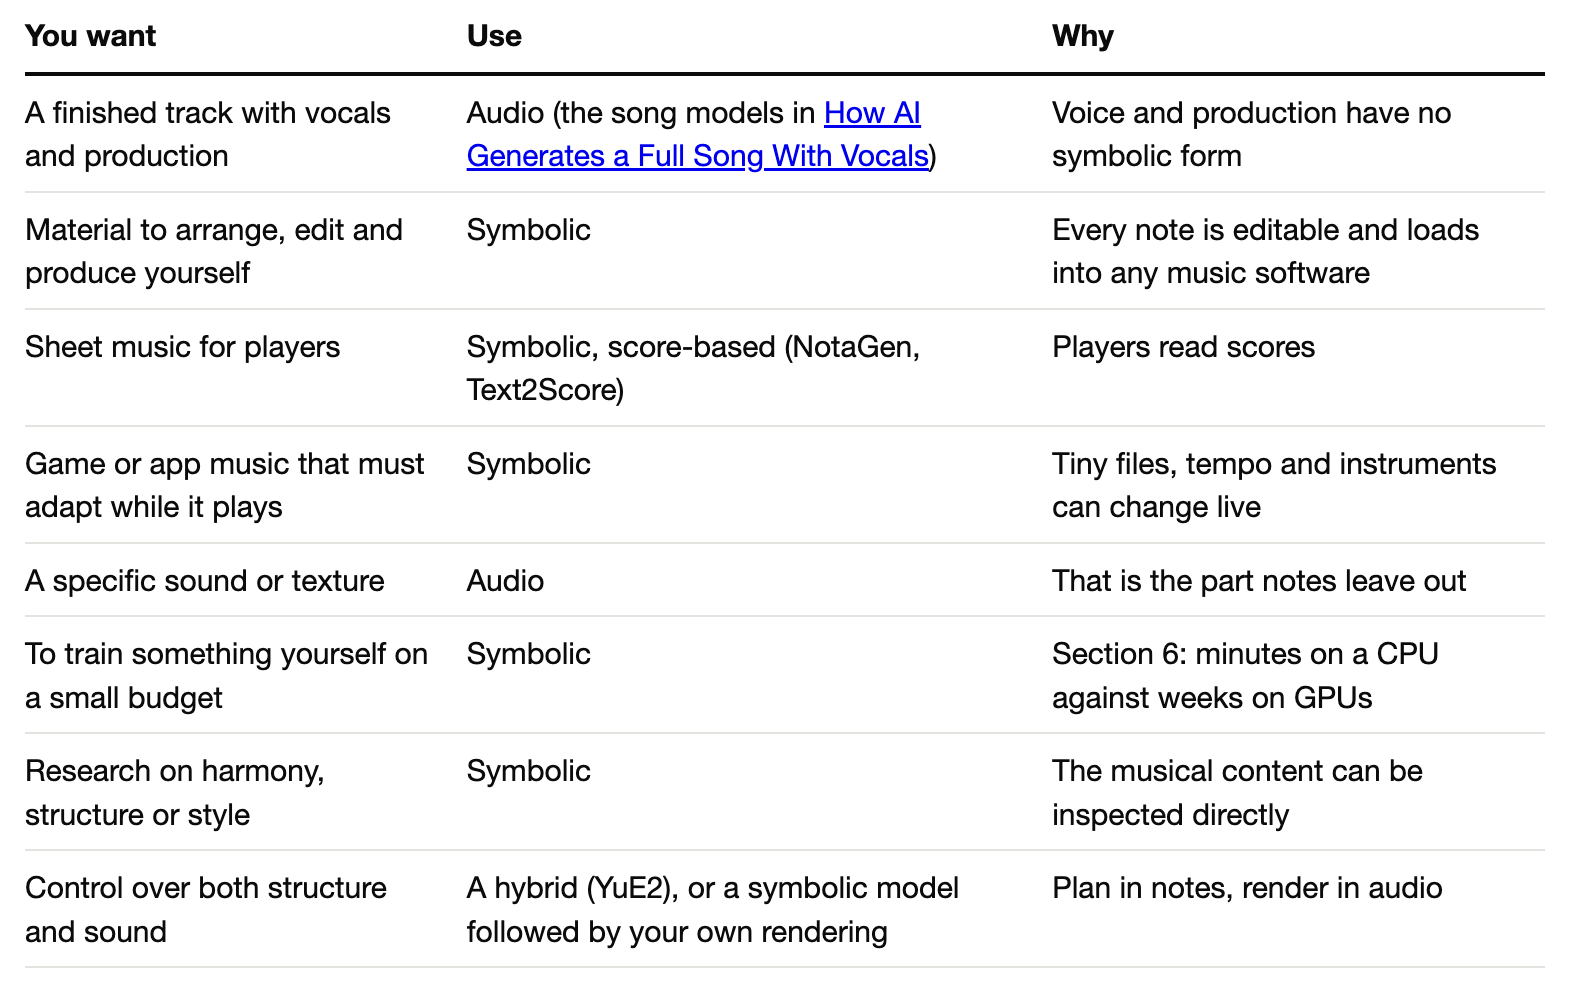 You want Use Why
A finished track with vocals Audio (the song models in How AI Voice and production have no
and production Generates a Full Song With Vocals) symbolic form
Material to arrange, edit and Symbolic Every note is editable and loads
produce yourself into any music software
Sheet music for players Symbolic, score-based (NotaGen, Players read scores
Text2Score)
Game or app music that must Symbolic Tiny files, tempo and instruments
adapt while it plays can change live
A specific sound or texture Audio That is the part notes leave out
To train something yourself on Symbolic Section 6: minutes on a CPU
a small budget against weeks on GPUs
Research on harmony, Symbolic The musical content can be
structure or style inspected directly
Control over both structure A hybrid (YuE2), or a symbolic model Plan in notes, render in audio
and sound followed by your own rendering